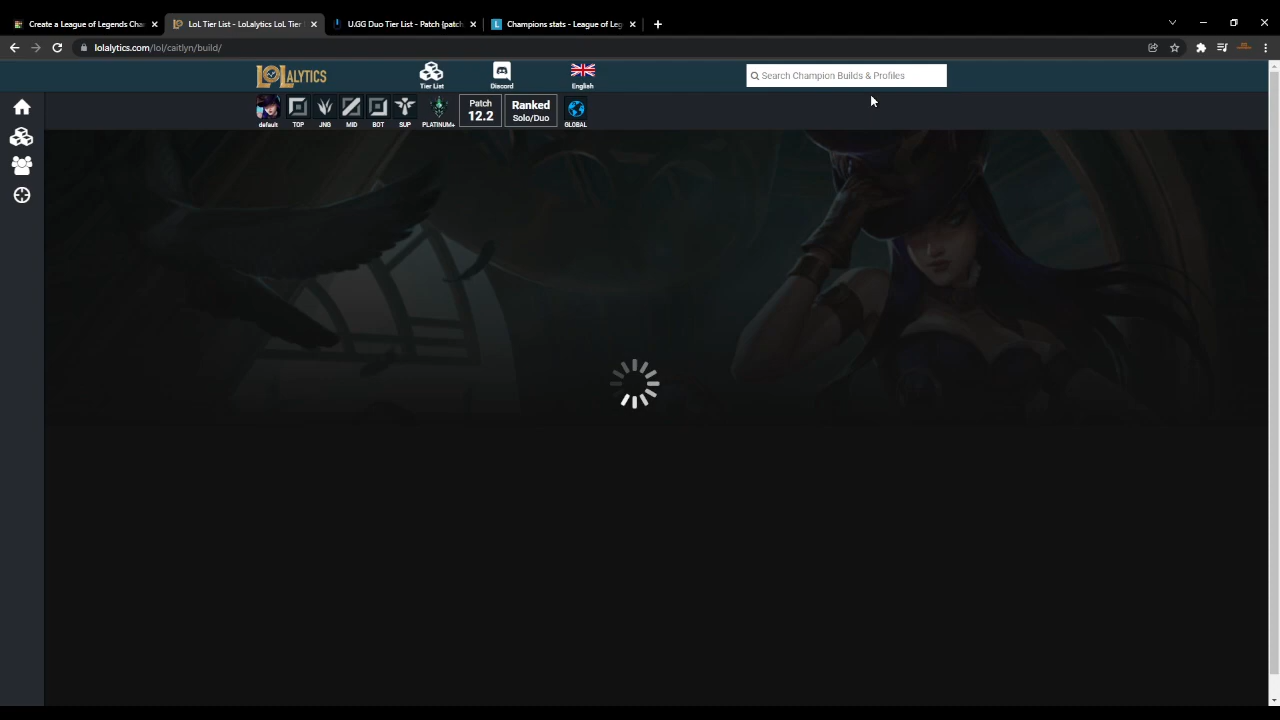 Create a League of Legends Cha
LoL Tier List - LoLalytics LoL Tier
U.GG Duo Tier List - Patch {patch
Champions stats - League of Leg
lolalytics.com/lol/caitlyn/build/
LOLALYTICS
Tier List
Discord
English
Search Champion Builds & Profiles
default
TOP
JNG
MID
BOT
SUP
PLATINUM+
Patch
12.2
Ranked
Solo/Duo
GLOBAL